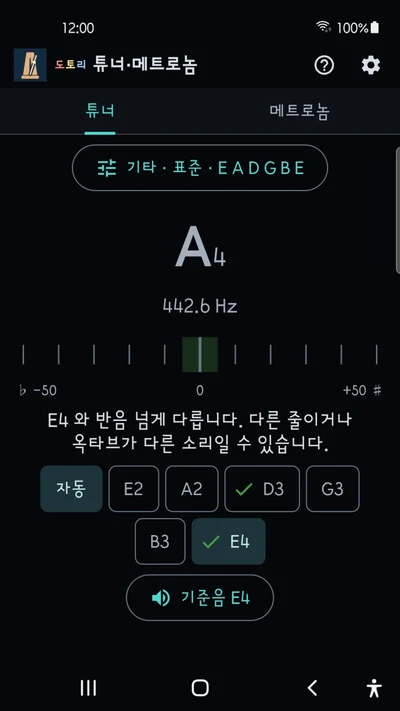 12:00
100%
도토리 튜너·메트로놈
튜너
메트로놈
기타 · 표준 · E A D G B E
A4
442.6 Hz
♭ -50
0
+50 ♯
E4 와 반음 넘게 다릅니다. 다른 줄이거나
옥타브가 다른 소리일 수 있습니다.
자동
E2
A2
D3
G3
B3
E4
기준음 E4